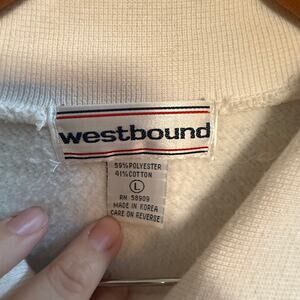 westbound
59% POLYESTER
41% COTTON
L
RN 58909
MADE IN KOREA
CARE ON REVERSE